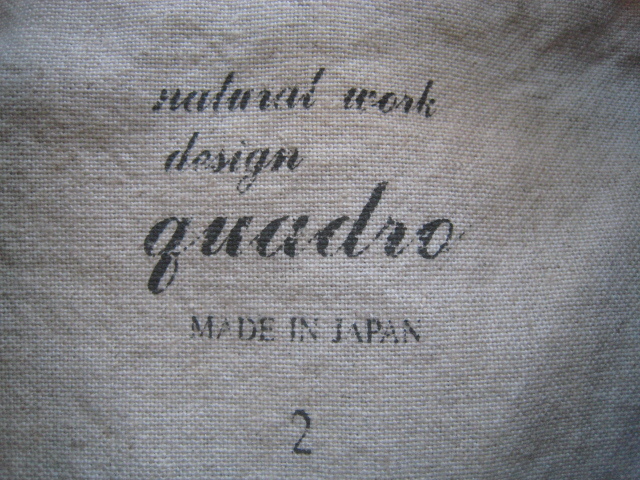 natural work
design
quadro
MADE IN JAPAN
2